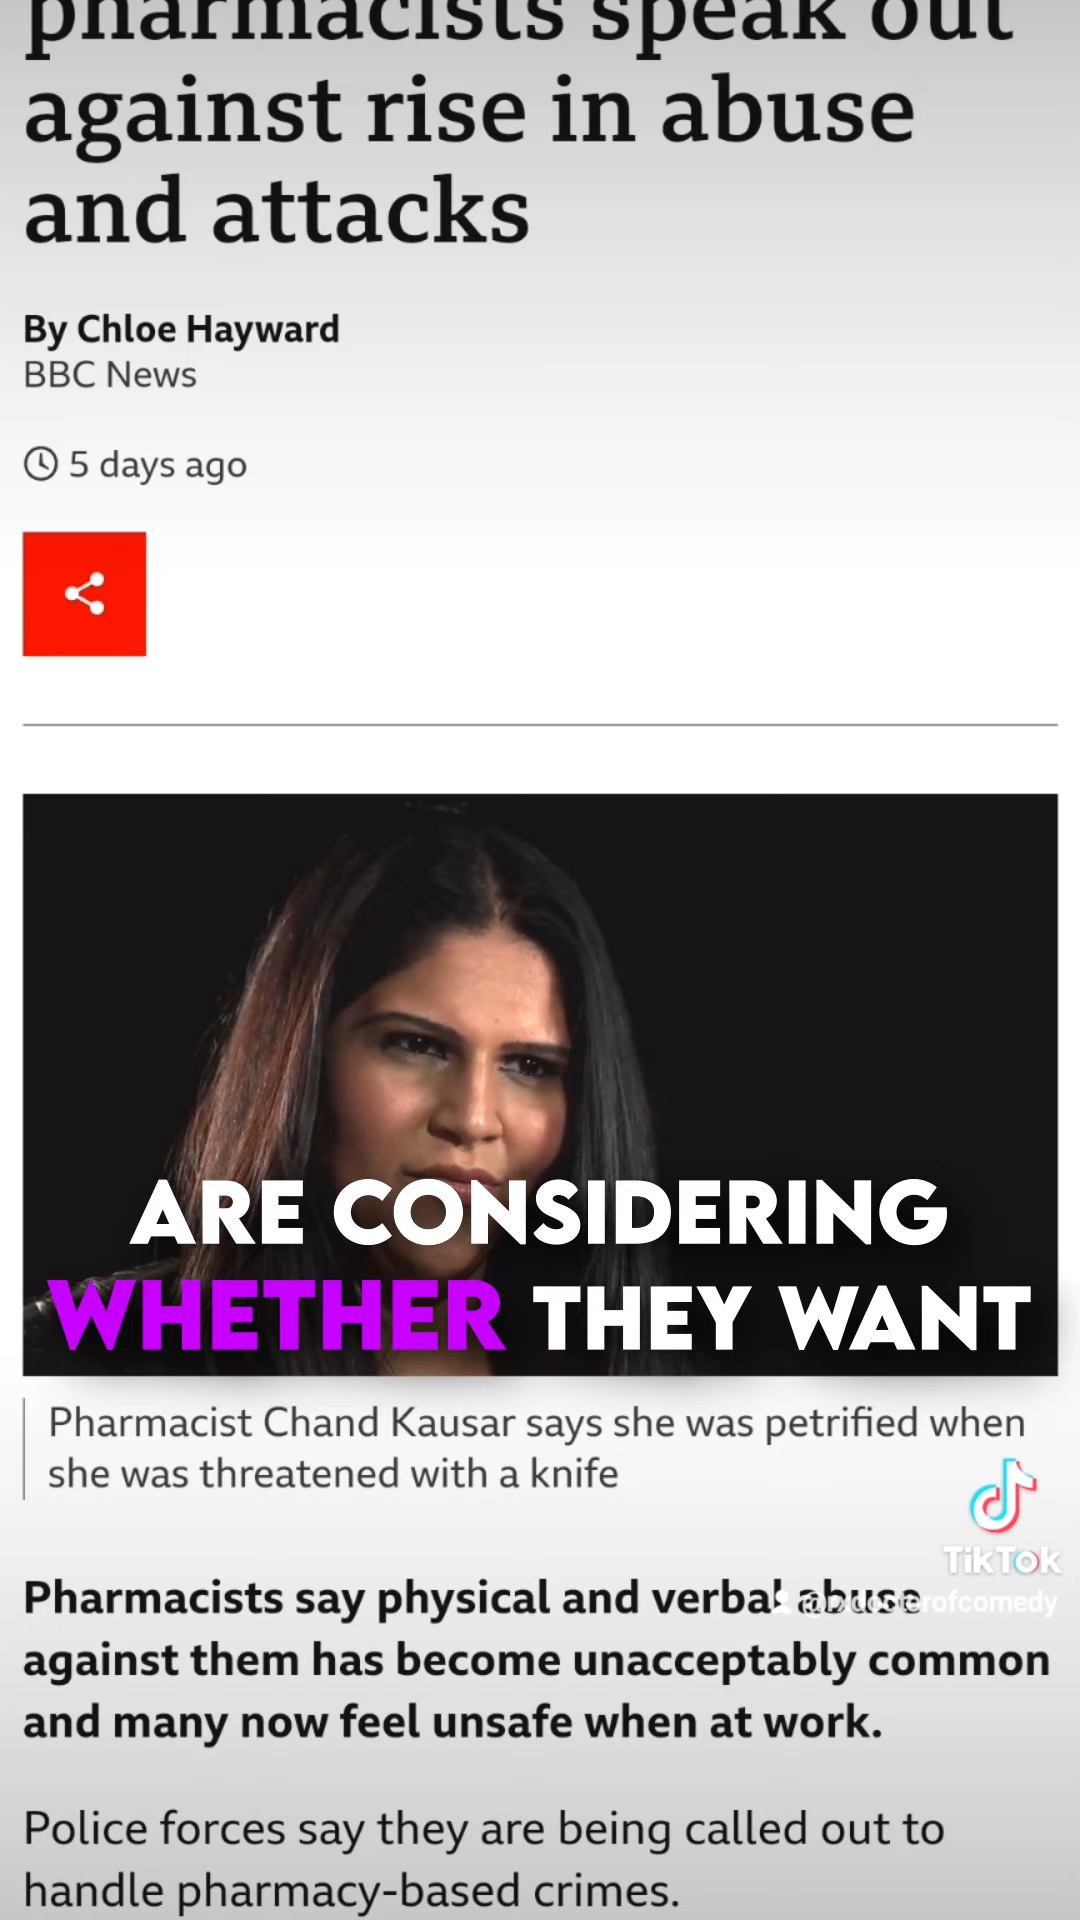 pharmacists speak out
against rise in abuse
and attacks
By Chloe Hayward
BBC News
5 days ago
ARE CONSIDERING
WHETHER THEY WANT
Pharmacist Chand Kausar says she was petrified when
she was threatened with a knife
TikTok
Pharmacists say physical and verbal abuse
against them has become unacceptably common
and many now feel unsafe when at work.
Police forces say they are being called out to
handle pharmacy-based crimes.